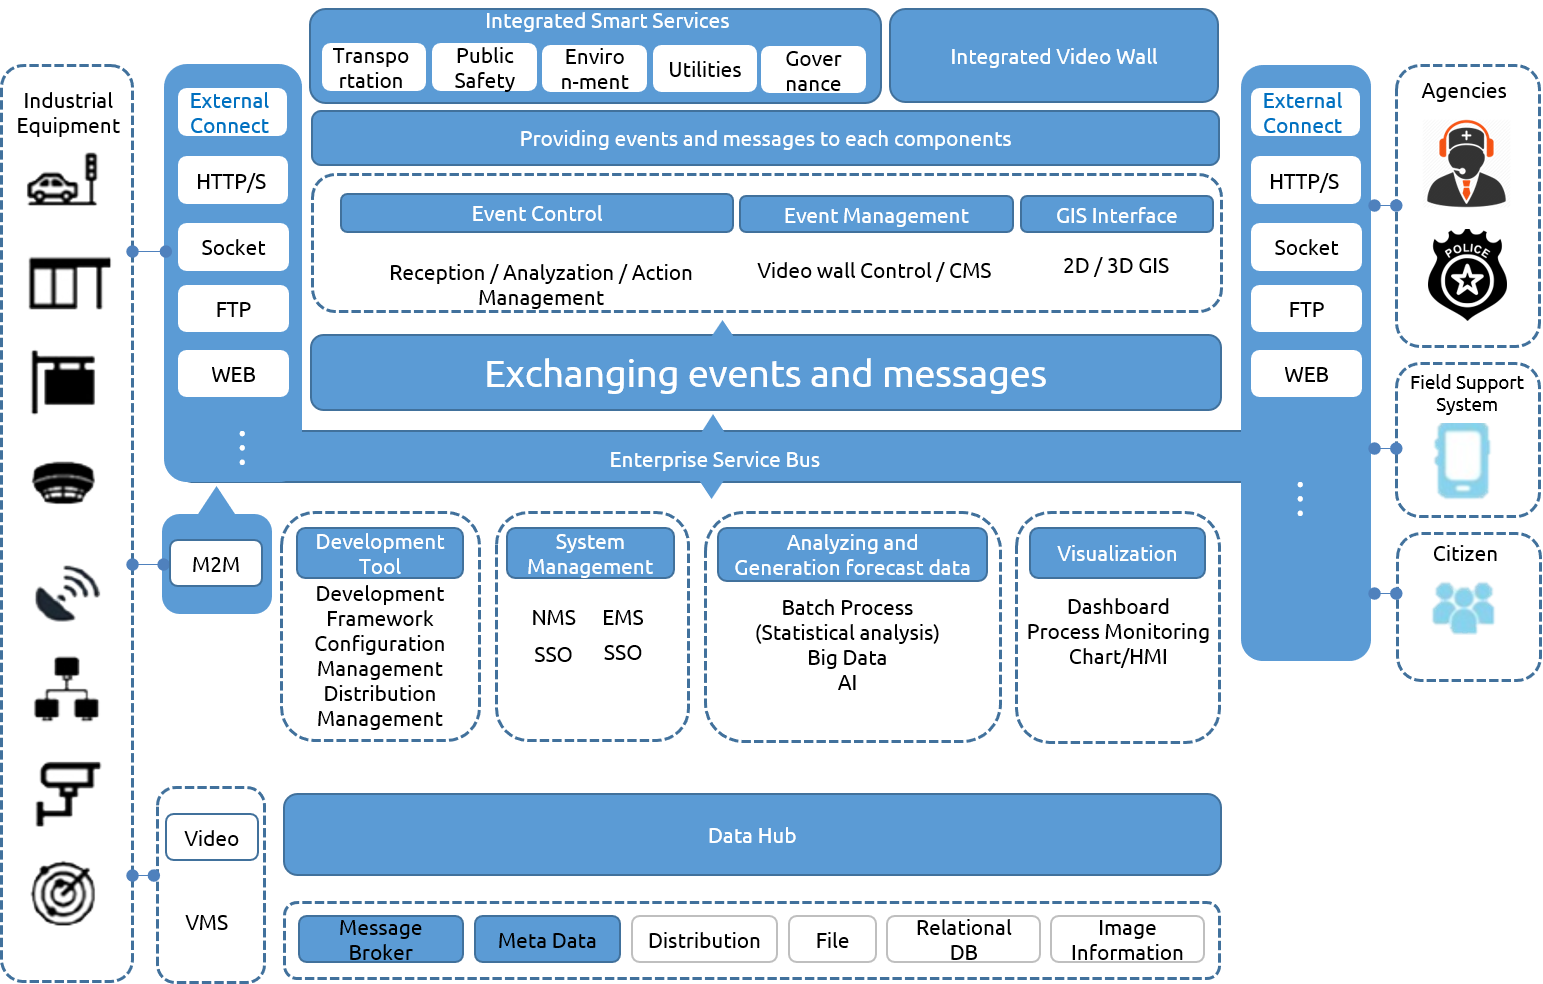 Integrated Smart Services
Transpo
rtation
Public
Safety
Enviro
n-ment
Utilities
Gover
nance
Integrated Video Wall
Industrial
Equipment
External
Connect
HTTP/S
Socket
FTP
WEB
Providing events and messages to each components
Event Control
Reception / Analyzation / Action
Management
Event Management
Video wall Control / CMS
GIS Interface
2D / 3D GIS
Exchanging events and messages
Enterprise Service Bus
External
Connect
HTTP/S
Socket
FTP
WEB
Agencies
POLICE
Field Support
System
Citizen
M2M
Development
Tool
Development
Framework
Configuration
Management
Distribution
Management
System
Management
NMS EMS
SSO SSO
Analyzing and
Generation forecast data
Batch Process
(Statistical analysis)
Big Data
AI
Visualization
Dashboard
Process Monitoring
Chart/HMI
Video
VMS
Data Hub
Message
Broker
Meta Data
Distribution
File
Relational
DB
Image
Information